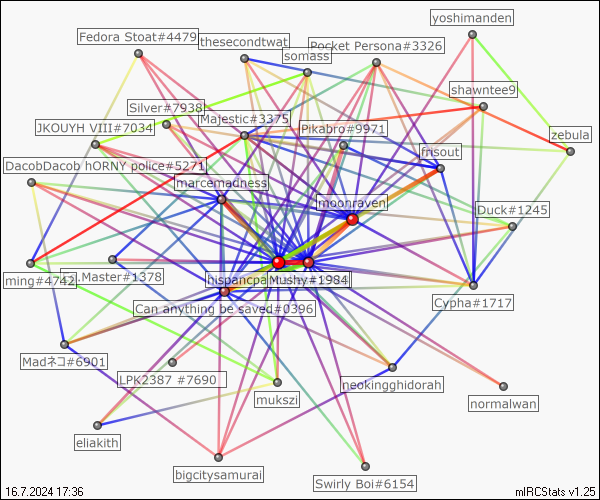 yoshimanden
Fedora Stoat#4479
thesecondtwat
Pocket Persona#3326
somass
shawntee9
Silver#7938
Majestic#3375
JKOUYH VIII#7034
Pikabro#9971
zebula
frisout
DacobDacob hORNY police#5271
marcemadness
moonraven
Duck#1245
ming#4742
.Master#1378
hispancpa
Mushy#1984
Cypha#1717
Can anything be saved#0396
Madネコ#6901
LPK2387 #7690
mukszi
neokingghidorah
normalwan
eliakith
bigcitysamurai
Swirly Boi#6154
16.7.2024 17:36
mIRCStats v1.25